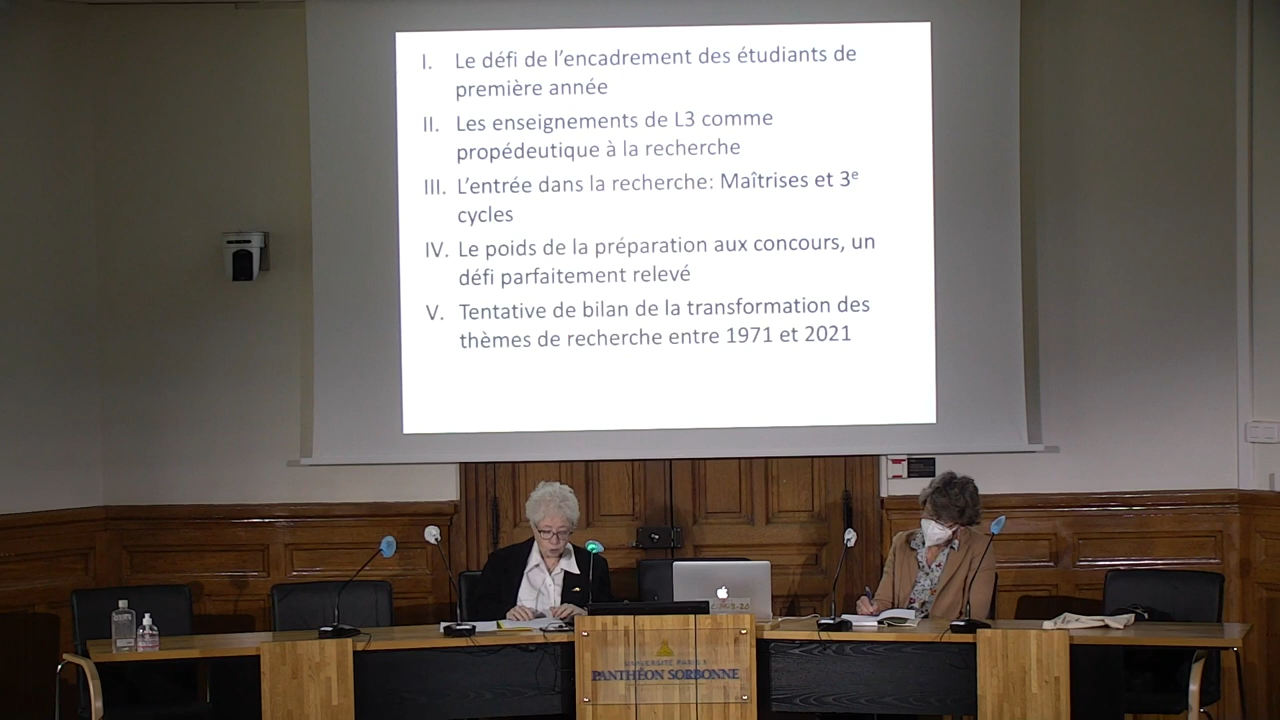 I. Le défi de l'encadrement des étudiants de
première année
II. Les enseignements de L3 comme
propédeutique à la recherche
III. L'entrée dans la recherche: Maîtrises et 3e
cycles
IV. Le poids de la préparation aux concours, un
défi parfaitement relevé
V. Tentative de bilan de la transformation des
thèmes de recherche entre 1971 et 2021
UNIVERSITÉ PARIS 1
PANTHÉON SORBONNE